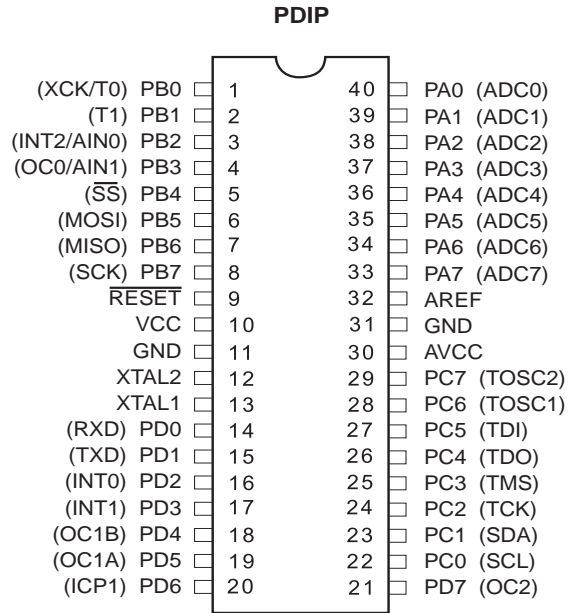 PDIP
(XCK/T0) PB0 1 40 PA0 (ADC0)
(T1) PB1 2 39 PA1 (ADC1)
(INT2/AIN0) PB2 3 38 PA2 (ADC2)
(OC0/AIN1) PB3 4 37 PA3 (ADC3)
(S̅S̅) PB4 5 36 PA4 (ADC4)
(MOSI) PB5 6 35 PA5 (ADC5)
(MISO) PB6 7 34 PA6 (ADC6)
(SCK) PB7 8 33 PA7 (ADC7)
R̅E̅S̅E̅T̅ 9 32 AREF
VCC 10 31 GND
GND 11 30 AVCC
XTAL2 12 29 PC7 (TOSC2)
XTAL1 13 28 PC6 (TOSC1)
(RXD) PD0 14 27 PC5 (TDI)
(TXD) PD1 15 26 PC4 (TDO)
(INT0) PD2 16 25 PC3 (TMS)
(INT1) PD3 17 24 PC2 (TCK)
(OC1B) PD4 18 23 PC1 (SDA)
(OC1A) PD5 19 22 PC0 (SCL)
(ICP1) PD6 20 21 PD7 (OC2)